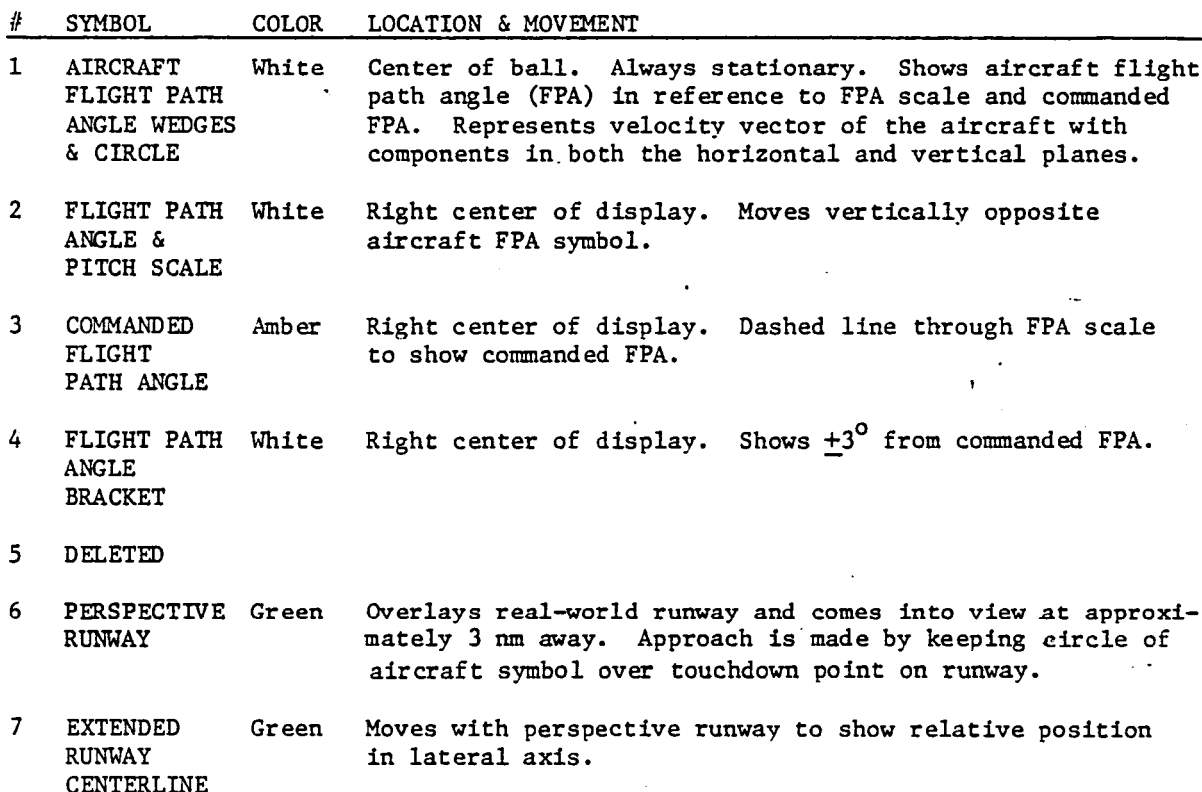 # SYMBOL COLOR LOCATION & MOVEMENT
1 AIRCRAFT White Center of ball. Always stationary. Shows aircraft flight
FLIGHT PATH path angle (FPA) in reference to FPA scale and commanded
ANGLE WEDGES FPA. Represents velocity vector of the aircraft with
& CIRCLE components in both the horizontal and vertical planes.
2 FLIGHT PATH White Right center of display. Moves vertically opposite
ANGLE & aircraft FPA symbol.
PITCH SCALE
3 COMMANDED Amber Right center of display. Dashed line through FPA scale
FLIGHT to show commanded FPA.
PATH ANGLE
4 FLIGHT PATH White Right center of display. Shows ±3° from commanded FPA.
ANGLE
BRACKET
5 DELETED
6 PERSPECTIVE Green Overlays real-world runway and comes into view at approxi-
RUNWAY mately 3 nm away. Approach is made by keeping circle of
aircraft symbol over touchdown point on runway.
7 EXTENDED Green Moves with perspective runway to show relative position
RUNWAY in lateral axis.
CENTERLINE